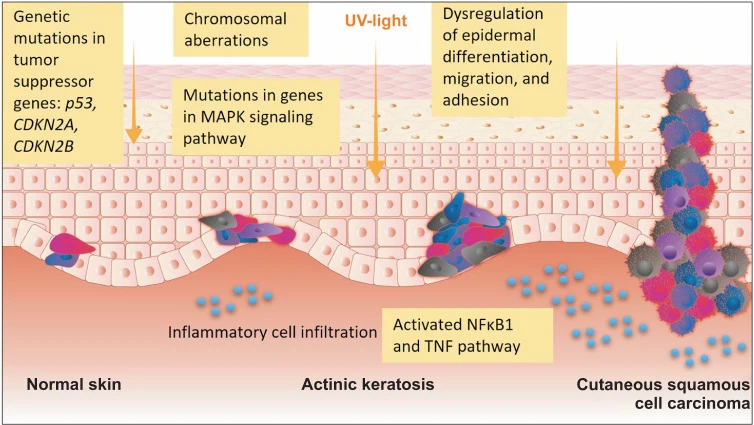 Genetic
mutations in
tumor
suppressor
genes: p53,
CDKN2A,
CDKN2B
Chromosomal
aberrations
Mutations in genes
in MAPK signaling
pathway
UV-light
Dysregulation
of epidermal
differentiation,
migration, and
adhesion
Inflammatory cell infiltration
Activated NFκB1
and TNF pathway
Normal skin
Actinic keratosis
Cutaneous squamous
cell carcinoma